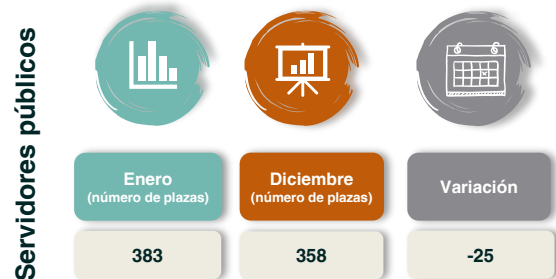 Servidores públicos
Enero
(número de plazas)
Diciembre
(número de plazas)
Variación
383
358
-25